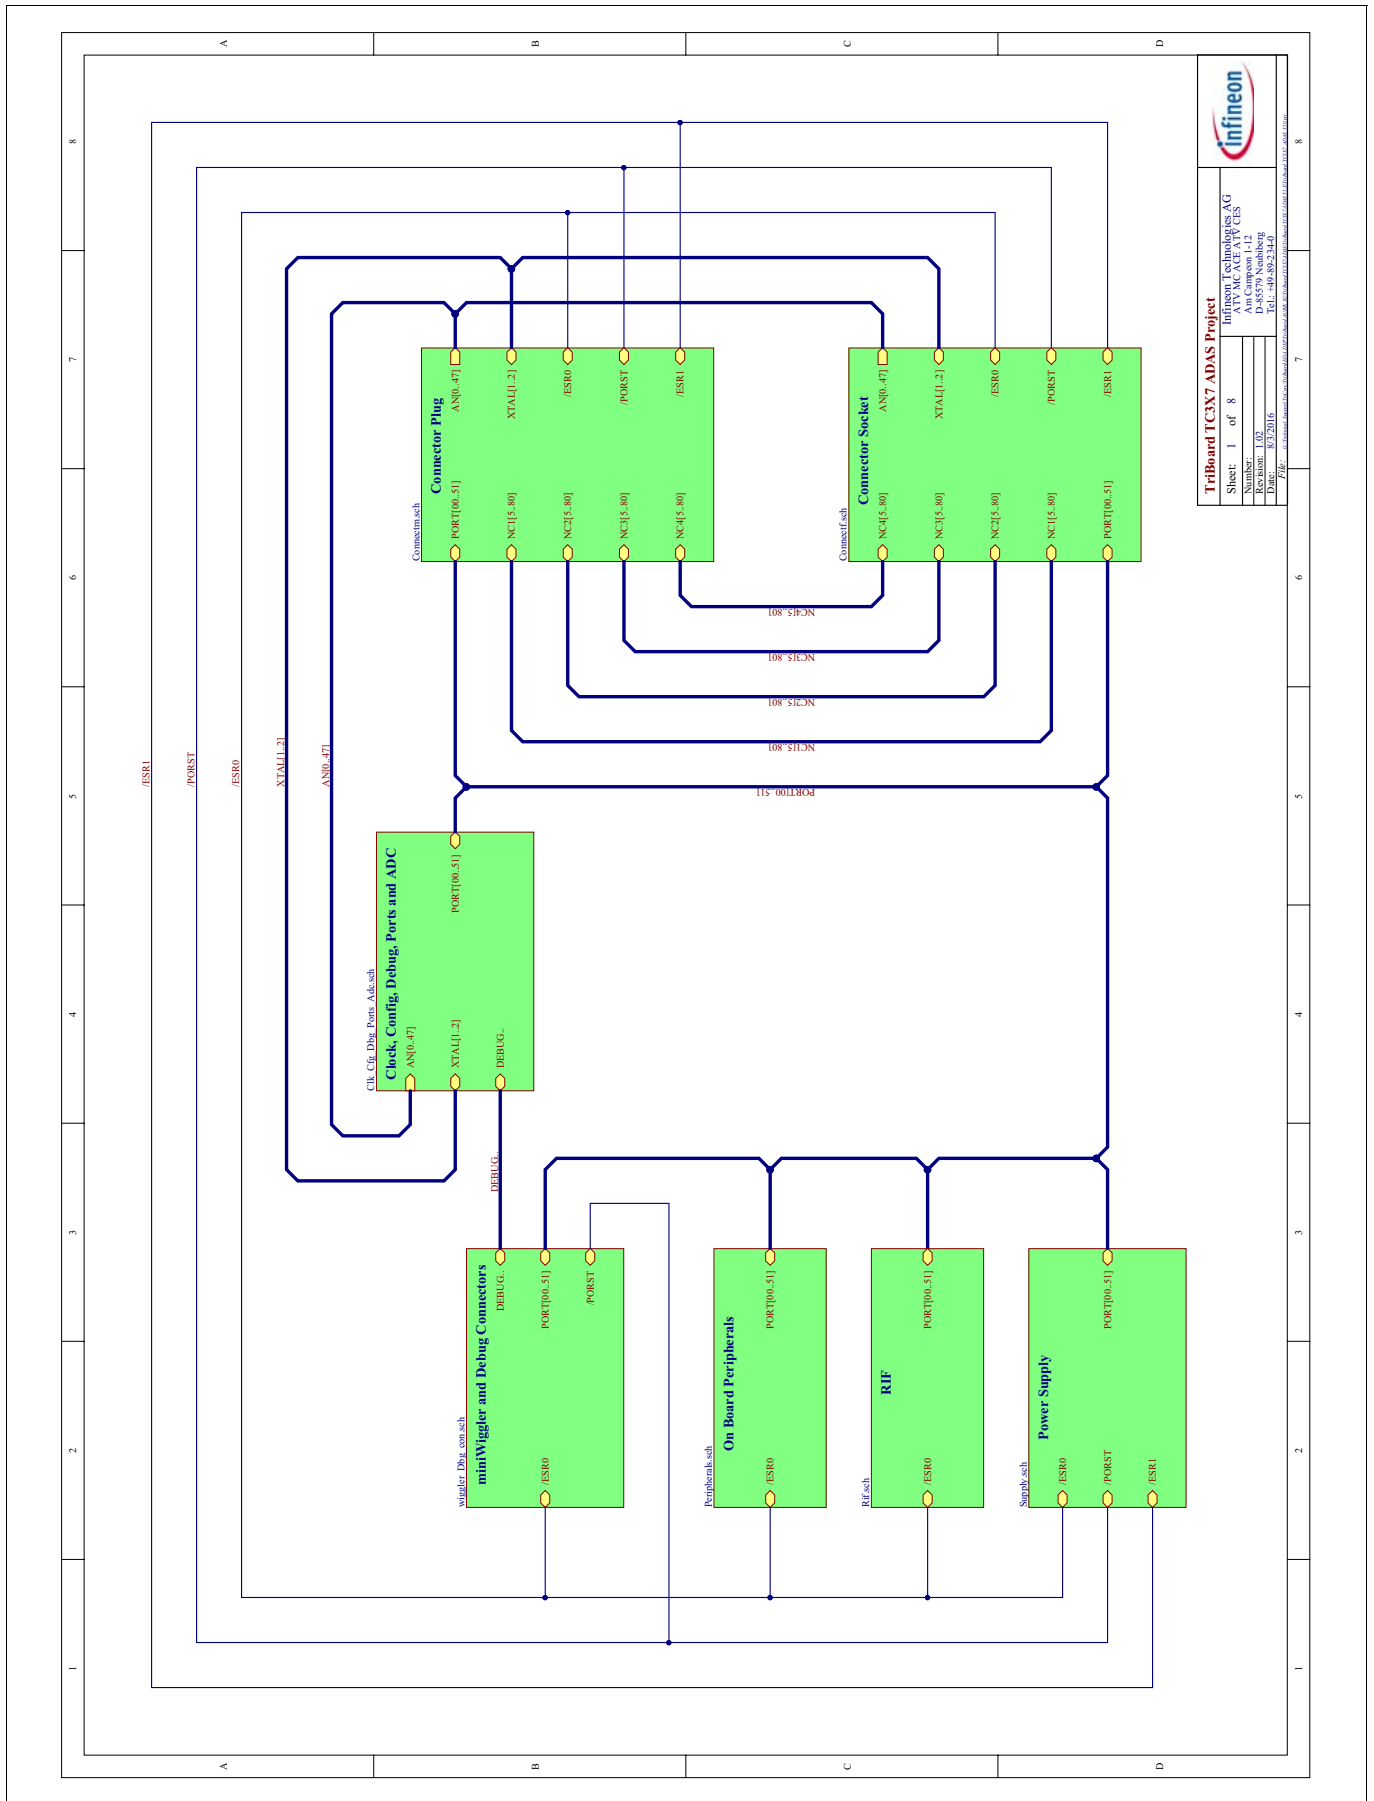 1
2
3
4
5
6
7
8
1
2
3
4
5
6
7
8
A
B
C
D
A
B
C
D
/ESR1
/PORST
/ESR0
XTAL[1..2]
AN[0..47]
Clk_Cfg_Dbg_Ports_Adc.sch
Clock, Config, Debug, Ports and ADC
AN[0..47]
XTAL[1..2]
DEBUG..
PORT[00..51]
DEBUG..
wiggler_Dbg_con.sch
miniWiggler and Debug Connectors
/ESR0
DEBUG..
PORT[00..51]
/PORST
Peripherals.sch
On Board Peripherals
/ESR0
PORT[00..51]
Rif.sch
RIF
/ESR0
PORT[00..51]
Supply.sch
Power Supply
/ESR0
/PORST
/ESR1
PORT[00..51]
Connectm.sch
Connector Plug
PORT[00..51]
NC1[5..80]
NC2[5..80]
NC3[5..80]
NC4[5..80]
AN[0..47]
XTAL[1..2]
/ESR0
/PORST
/ESR1
NC4[5..80]
NC3[5..80]
NC2[5..80]
NC1[5..80]
PORT[00..51]
Connectf.sch
Connector Socket
NC4[5..80]
NC3[5..80]
NC2[5..80]
NC1[5..80]
PORT[00..51]
AN[0..47]
XTAL[1..2]
/ESR0
/PORST
/ESR1
TriBoard TC3X7 ADAS Project
Sheet: 1 of 8
Number:
Revision: 1.02
Date: 8/3/2016
File:
Infineon Technologies AG
ATV MC ACE ATV CES
Am Campeon 1-12
D-85579 Neubiberg
Tel.: +49-89-234-0
infineon